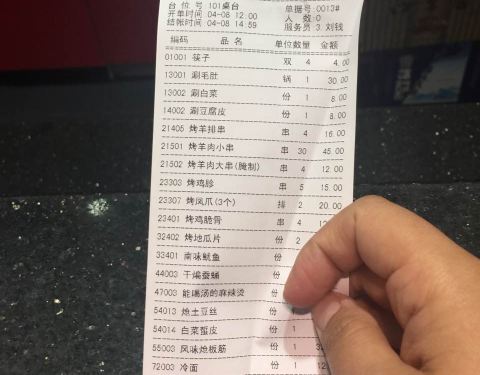 台 位 号 101桌台 单据号:0013#
开单时间 04-08 12.00 人 数:0
结帐时间 04-08 14:59 服务员 3.刘钱
编码 品 名 单位数量 金额
01001 筷子 双 4 4.00
13001 涮毛肚 锅 1 30.00
13002 涮白菜 份 1 8.00
14002 涮豆腐皮 份 1 8.00
21405 烤羊排串 串 4 16.00
21501 烤羊肉小串 串 30 45.00
21502 烤羊肉大串(腌制) 串 4 12.00
23303 烤鸡胗 串 5 15.00
23307 烤凤爪(3个) 排 2 20.00
23401 烤鸡脆骨 串 4
32402 烤地瓜片 份 2
33401 南味鱿鱼 份
44003 干煸蚕蛹 份
47003 能喝汤的麻辣烫 份
54013 炝土豆丝 份
54014 白菜蜇皮 份 1
55003 风味炝板筋 份 1
72003 冷面 份 1